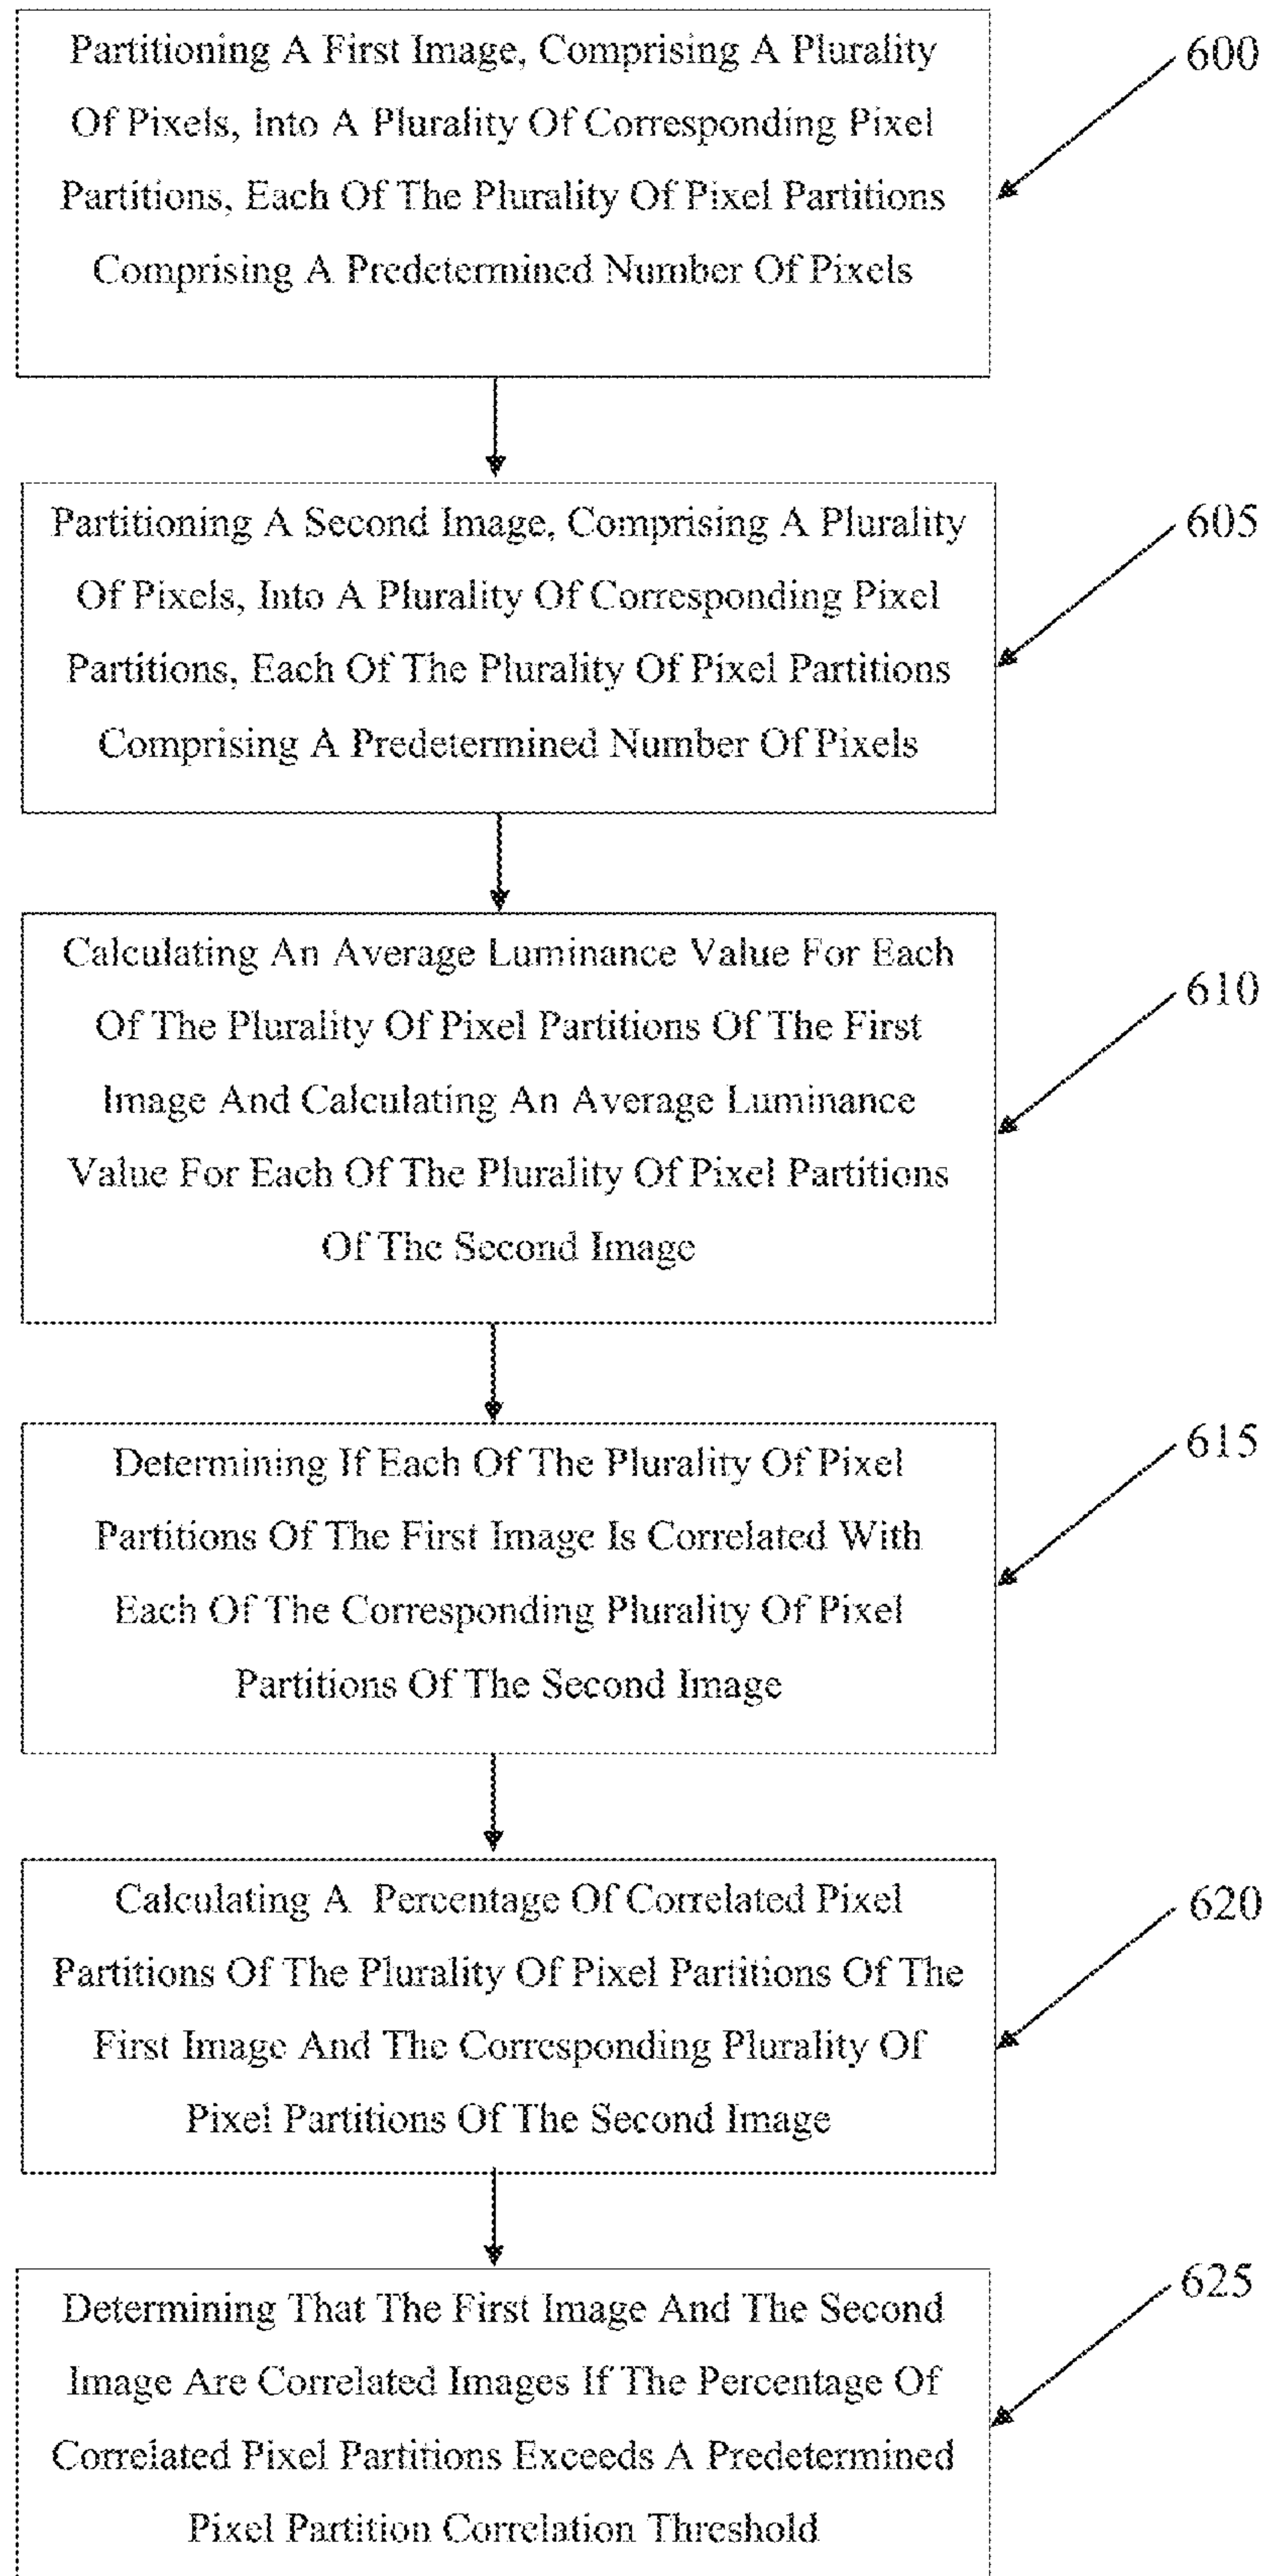 Partitioning A First Image, Comprising A Plurality
Of Pixels, Into A Plurality Of Corresponding Pixel
Partitions, Each Of The Plurality Of Pixel Partitions
Comprising A Predetermined Number Of Pixels
600
Partitioning A Second Image, Comprising A Plurality
Of Pixels, Into A Plurality Of Corresponding Pixel
Partitions, Each Of The Plurality Of Pixel Partitions
Comprising A Predetermined Number Of Pixels
605
Calculating An Average Luminance Value For Each
Of The Plurality Of Pixel Partitions Of The First
Image And Calculating An Average Luminance
Value For Each Of The Plurality Of Pixel Partitions
Of The Second Image
610
Determining If Each Of The Plurality Of Pixel
Partitions Of The First Image Is Correlated With
Each Of The Corresponding Plurality Of Pixel
Partitions Of The Second Image
615
Calculating A Percentage Of Correlated Pixel
Partitions Of The Plurality Of Pixel Partitions Of The
First Image And The Corresponding Plurality Of
Pixel Partitions Of The Second Image
620
Determining That The First Image And The Second
Image Are Correlated Images If The Percentage Of
Correlated Pixel Partitions Exceeds A Predetermined
Pixel Partition Correlation Threshold
625